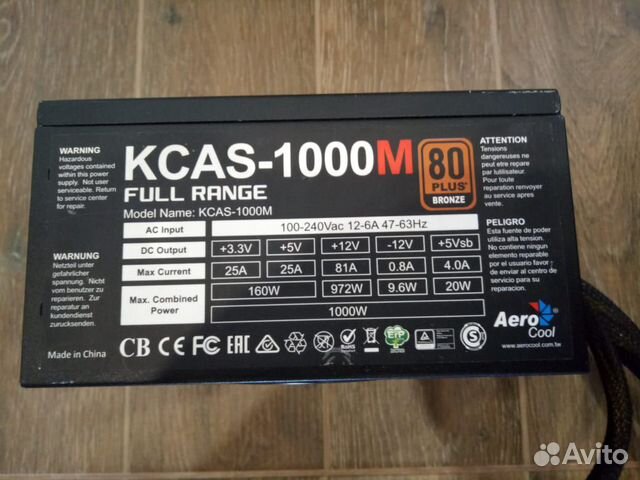 WARNING
Hazardous
voltages contained
within this power
supply. Not user
serviceable. Return
to service center
for repair.
WARNUNG
Netzteil unter
gefahrlicher
spannung. Nicht
vom benutzer zu
reparieren. Zur
reparatur an
kundendienst
zurucksenden.
Made in China
KCAS-1000M
FULL RANGE
Model Name: KCAS-1000M
80
PLUS
BRONZE
AC Input 100-240Vac 12-6A 47-63Hz
DC Output +3.3V +5V +12V -12V +5Vsb
Max Current 25A 25A 81A 0.8A 4.0A
Max. Combined
Power
160W 972W 9.6W 20W
1000W
CB CE FC EAC
RoHS
ErP
S
ATTENTION
Tensions
dangereuses ne
peut etre repare
par lutilisateur.
Pour toute
reparation renvoyer
au service apres
vente.
PELIGRO
Esta fuente de poder
utiliza alta tension.
No contiene ningun
elemento reparable
por el usuario favor
de enviar al centro de
servicio para su
reparacion.
Aero
Cool
www.aerocool.com.tw
Avito